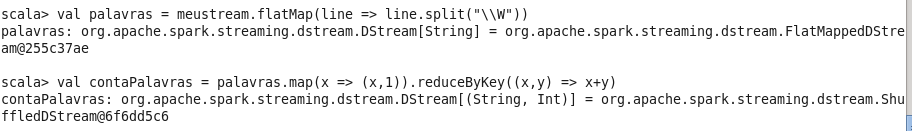 scala> val palavras = meustream.flatMap(line => line.split("\\W"))
palavras: org.apache.spark.streaming.dstream.DStream[String] = org.apache.spark.streaming.dstream.FlatMappedDStre
am@255c37ae
scala> val contaPalavras = palavras.map(x => (x,1)).reduceByKey((x,y) => x+y)
contaPalavras: org.apache.spark.streaming.dstream.DStream[(String, Int)] = org.apache.spark.streaming.dstream.Shu
ffledDStream@6f6dd5c6